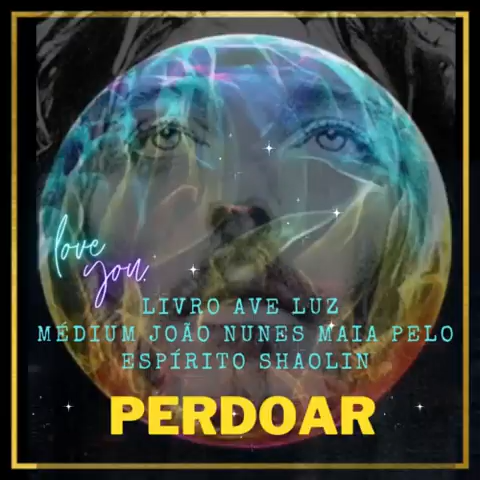 love
you.
LIVRO AVE LUZ
MÉDIUM JOÃO NUNES MAIA PELO
ESPÍRITO SHAOLIN
PERDOAR